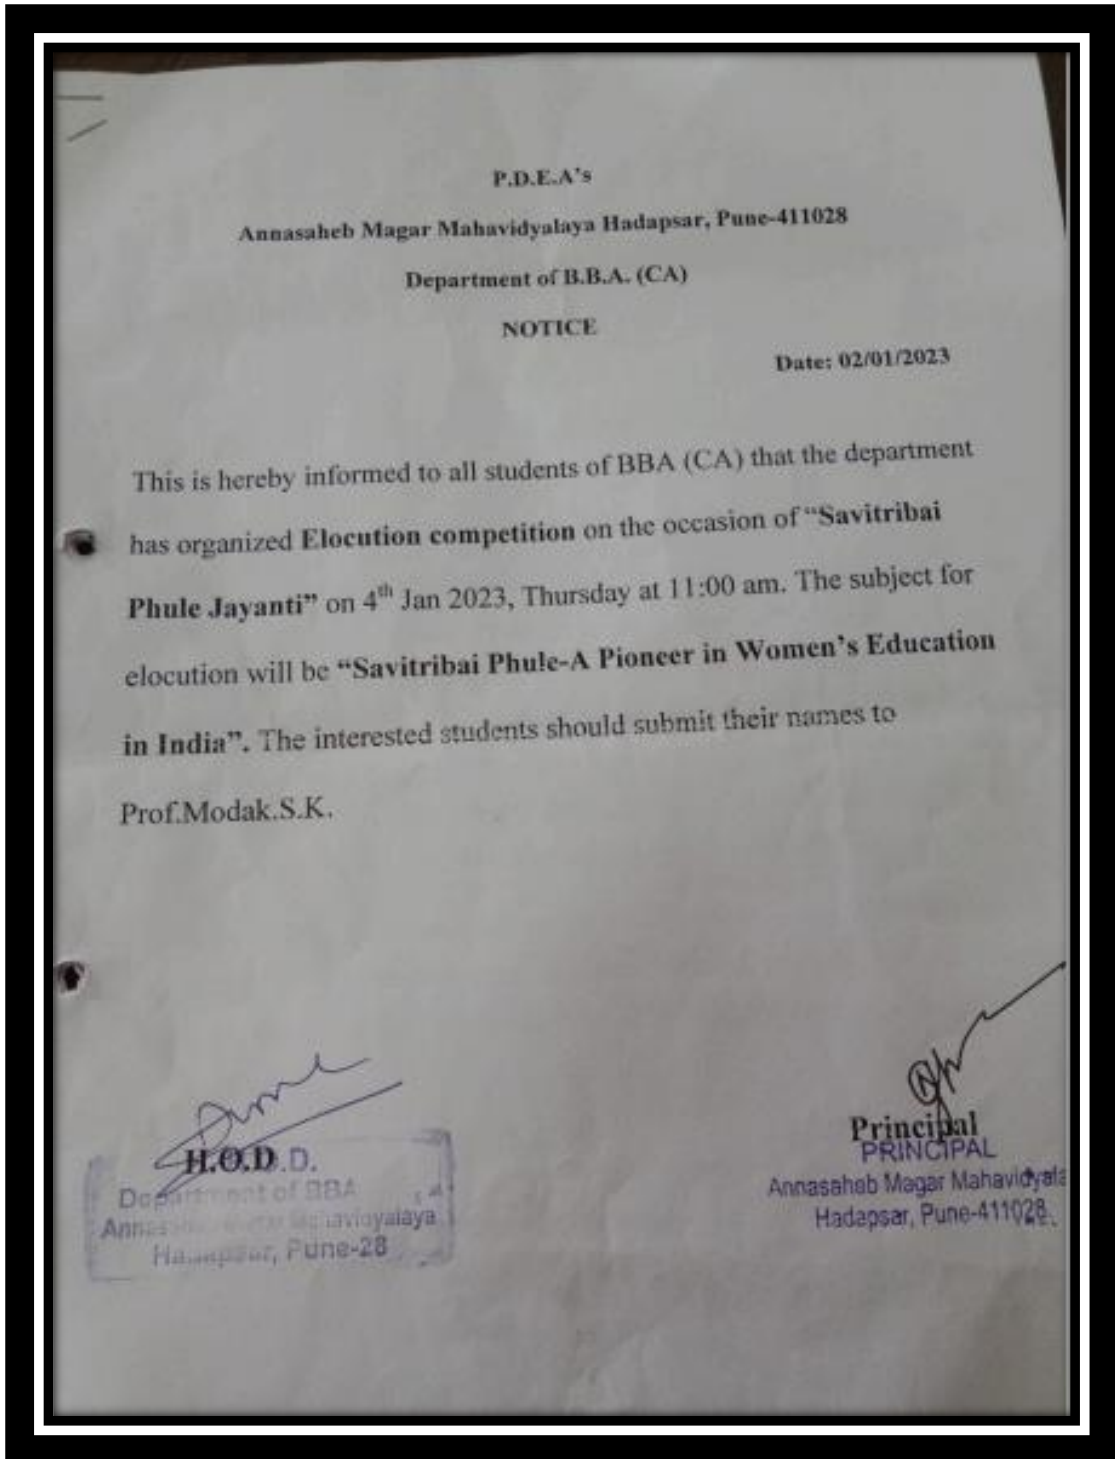 P.D.E.A's
Annasaheb Magar Mahavidyalaya Hadapsar, Pune-411028
Department of B.B.A. (CA)
NOTICE
Date: 02/01/2023
This is hereby informed to all students of BBA (CA) that the department
has organized Elocution competition on the occasion of “Savitribai
Phule Jayanti” on 4th Jan 2023, Thursday at 11:00 am. The subject for
elocution will be “Savitribai Phule-A Pioneer in Women's Education
in India”. The interested students should submit their names to
Prof.Modak.S.K.
H.O.D
D.
Department of BBA
Mahavidyalaya
Hadapsar, Pune-28
Principal
PRINCIPAL
Annasaheb Magar Mahavidyala
Hadapsar, Pune-411028.